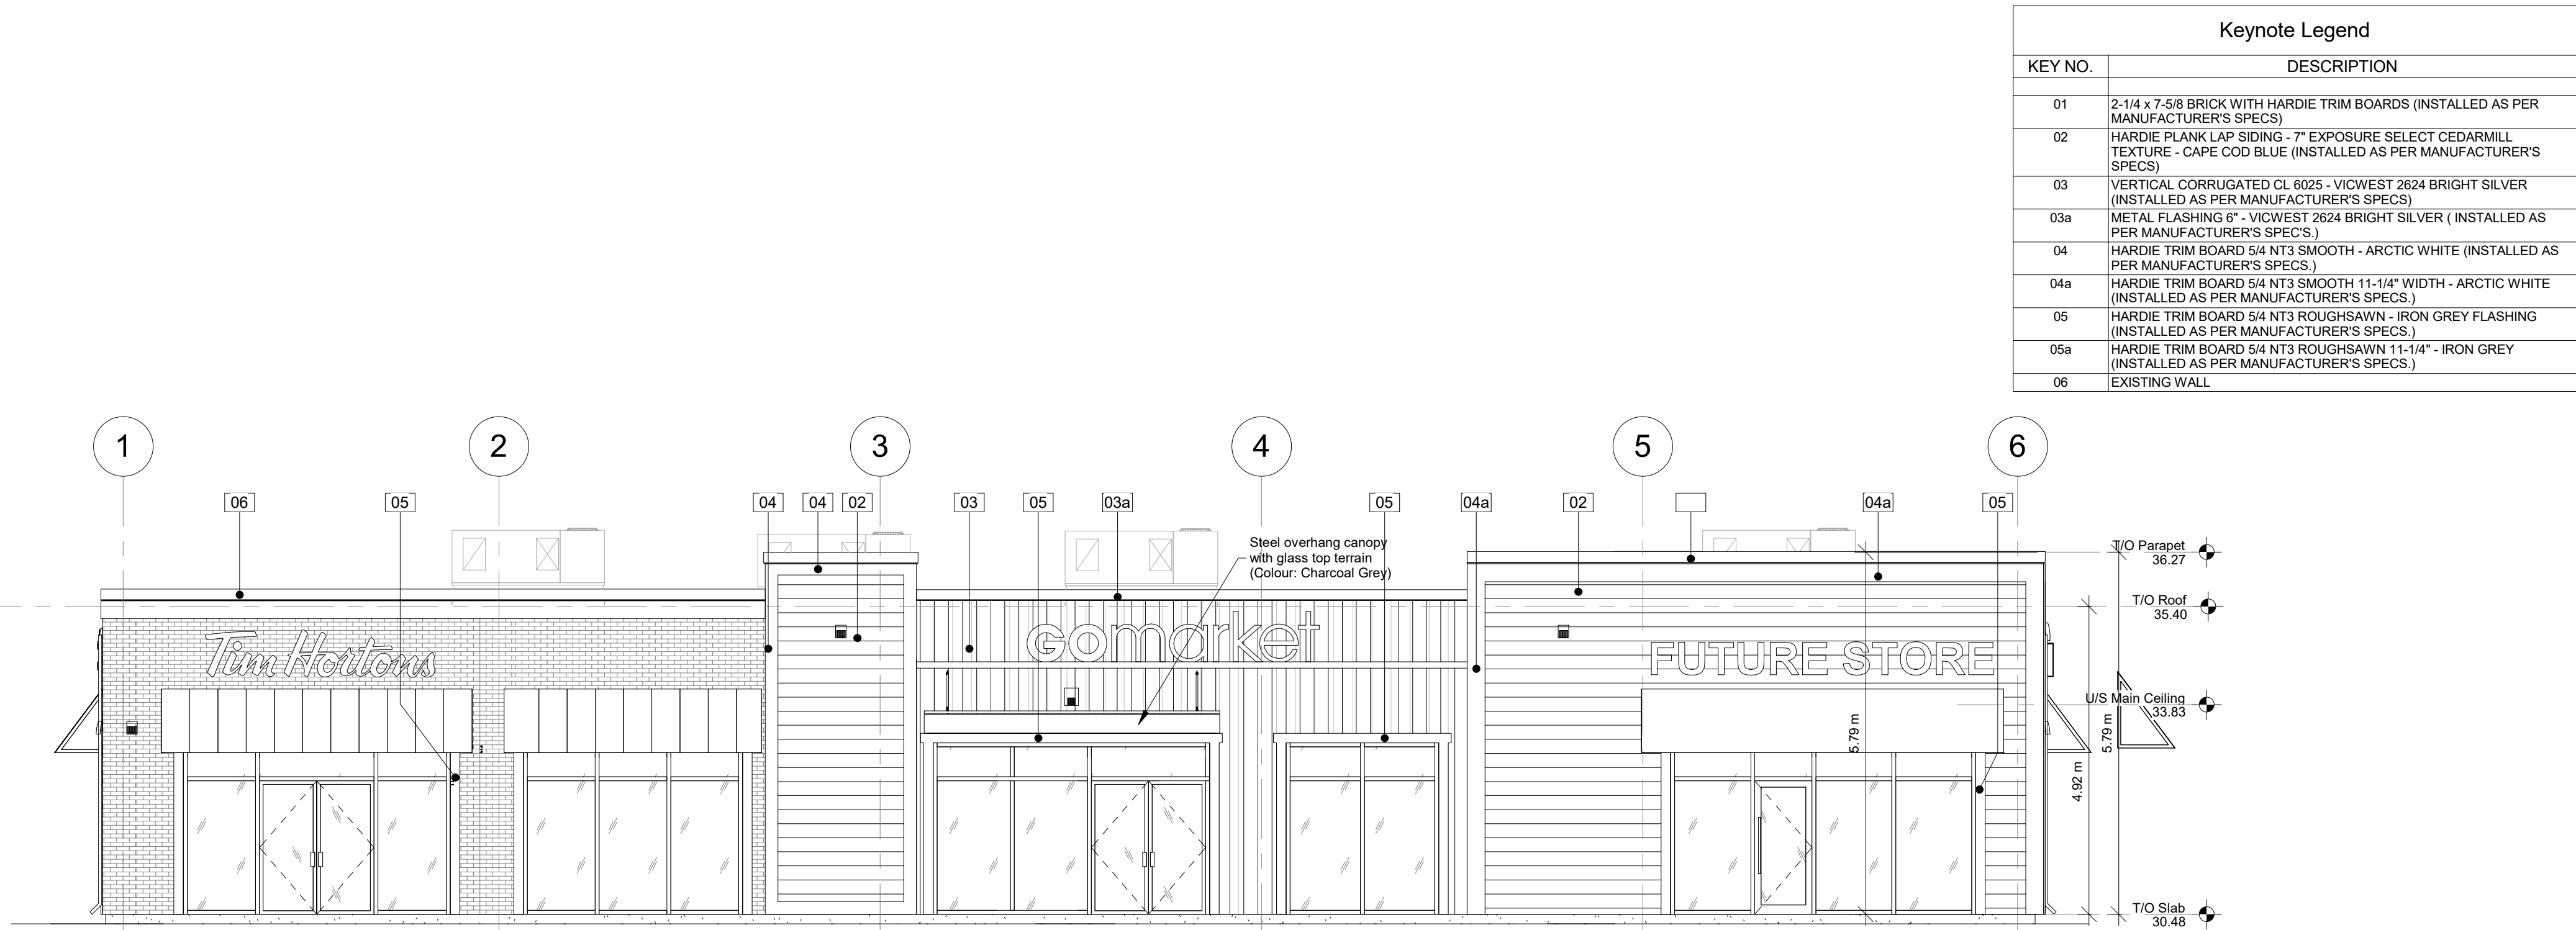 Keynote Legend
KEY NO. DESCRIPTION
01 2-1/4 x 7-5/8 BRICK WITH HARDIE TRIM BOARDS (INSTALLED AS PER
MANUFACTURER'S SPECS)
02 HARDIE PLANK LAP SIDING - 7" EXPOSURE SELECT CEDARMILL
TEXTURE - CAPE COD BLUE (INSTALLED AS PER MANUFACTURER'S
SPECS)
03 VERTICAL CORRUGATED CL 6025 - VICWEST 2624 BRIGHT SILVER
(INSTALLED AS PER MANUFACTURER'S SPECS)
03a METAL FLASHING 6" - VICWEST 2624 BRIGHT SILVER ( INSTALLED AS
PER MANUFACTURER'S SPEC'S.)
04 HARDIE TRIM BOARD 5/4 NT3 SMOOTH - ARCTIC WHITE (INSTALLED AS
PER MANUFACTURER'S SPECS.)
04a HARDIE TRIM BOARD 5/4 NT3 SMOOTH 11-1/4" WIDTH - ARCTIC WHITE
(INSTALLED AS PER MANUFACTURER'S SPECS.)
05 HARDIE TRIM BOARD 5/4 NT3 ROUGHSAWN - IRON GREY FLASHING
(INSTALLED AS PER MANUFACTURER'S SPECS.)
05a HARDIE TRIM BOARD 5/4 NT3 ROUGHSAWN 11-1/4" - IRON GREY
(INSTALLED AS PER MANUFACTURER'S SPECS.)
06 EXISTING WALL
1 2 3 4 5 6
06 05 04 04 02 03 05 03a 05 04a 02 04a 05
Steel overhang canopy
with glass top terrain
(Colour: Charcoal Grey)
T/O Parapet
36.27
T/O Roof
35.40
Tim Hortons
Gomarket
FUTURE STORE
U/S Main Ceiling
33.83
5.79 m
5.79 m
4.92 m
T/O Slab
30.48